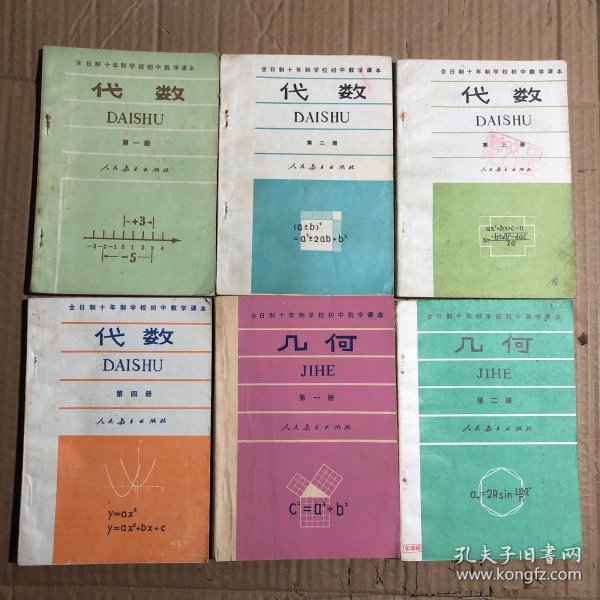 全日制十年制学校初中数学课本
代数
DAISHU
第一册
人民教育出版社
+3
-3 -2 -1 0 1 2 3 4
-5
全日制十年制学校初中数学课本
代数
DAISHU
第二册
人民教育出版社
(a±b)²
=a²±2ab+b²
全日制十年制学校初中数学课本
代数
DAISHU
第三册
人民教育出版社
ax²+bx+c=0
x=-b±√b²-4ac
2a
全日制十年制学校初中数学课本
代数
DAISHU
第四册
人民教育出版社
y=ax²
y=ax²+bx+c
全日制十年制学校初中数学课本
几何
JIHE
第一册
人民教育出版社
c²=a²+b²
全日制十年制学校初中数学课本
几何
JIHE
第二册
人民教育出版社
aₙ=2Rsin 180°
n
孔夫子旧书网
www.kongfz.com